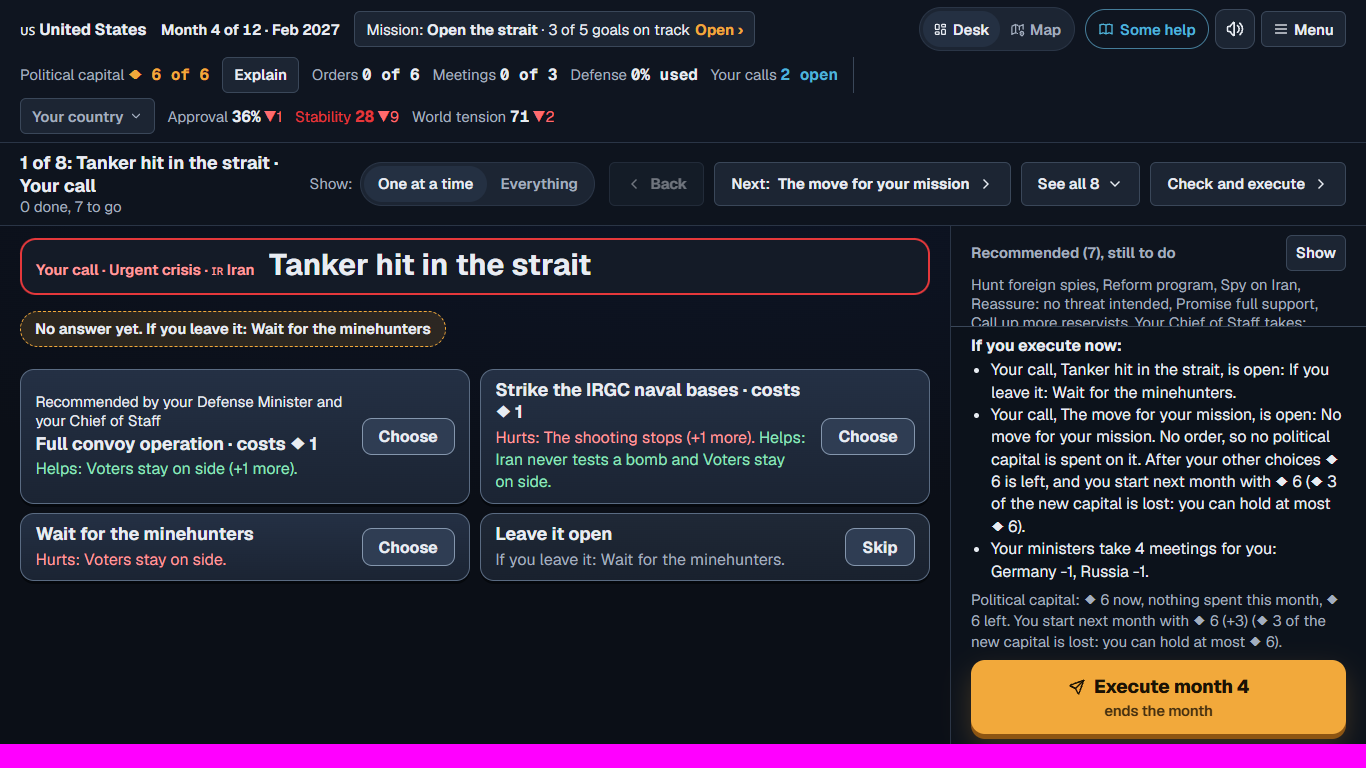 US United States Month 4 of 12 · Feb 2027 Mission: Open the strait · 3 of 5 goals on track Open › Desk Map Some help Menu
Political capital ◆ 6 of 6 Explain Orders 0 of 6 Meetings 0 of 3 Defense 0% used Your calls 2 open
Your country Approval 36% ▼1 Stability 28 ▼9 World tension 71 ▼2
1 of 8: Tanker hit in the strait ·
Your call
0 done, 7 to go
Show: One at a time Everything Back Next: The move for your mission See all 8 Check and execute
Your call · Urgent crisis · IR Iran Tanker hit in the strait
No answer yet. If you leave it: Wait for the minehunters
Recommended by your Defense Minister and
your Chief of Staff
Full convoy operation · costs ◆ 1
Helps: Voters stay on side (+1 more).
Choose
Strike the IRGC naval bases · costs
◆ 1
Hurts: The shooting stops (+1 more). Helps:
Iran never tests a bomb and Voters stay
on side.
Choose
Wait for the minehunters
Hurts: Voters stay on side.
Choose
Leave it open
If you leave it: Wait for the minehunters.
Skip
Recommended (7), still to do
Show
Hunt foreign spies, Reform program, Spy on Iran,
Reassure: no threat intended, Promise full support,
Call up more reservists, Your Chief of Staff takes:
If you execute now:
• Your call, Tanker hit in the strait, is open: If you
leave it: Wait for the minehunters.
• Your call, The move for your mission, is open: No
move for your mission. No order, so no political
capital is spent on it. After your other choices ◆
6 is left, and you start next month with ◆ 6 (◆ 3
of the new capital is lost: you can hold at most
◆ 6).
• Your ministers take 4 meetings for you:
Germany -1, Russia -1.
Political capital: ◆ 6 now, nothing spent this month, ◆
6 left. You start next month with ◆ 6 (+3) (◆ 3 of the
new capital is lost: you can hold at most ◆ 6).
Execute month 4
ends the month